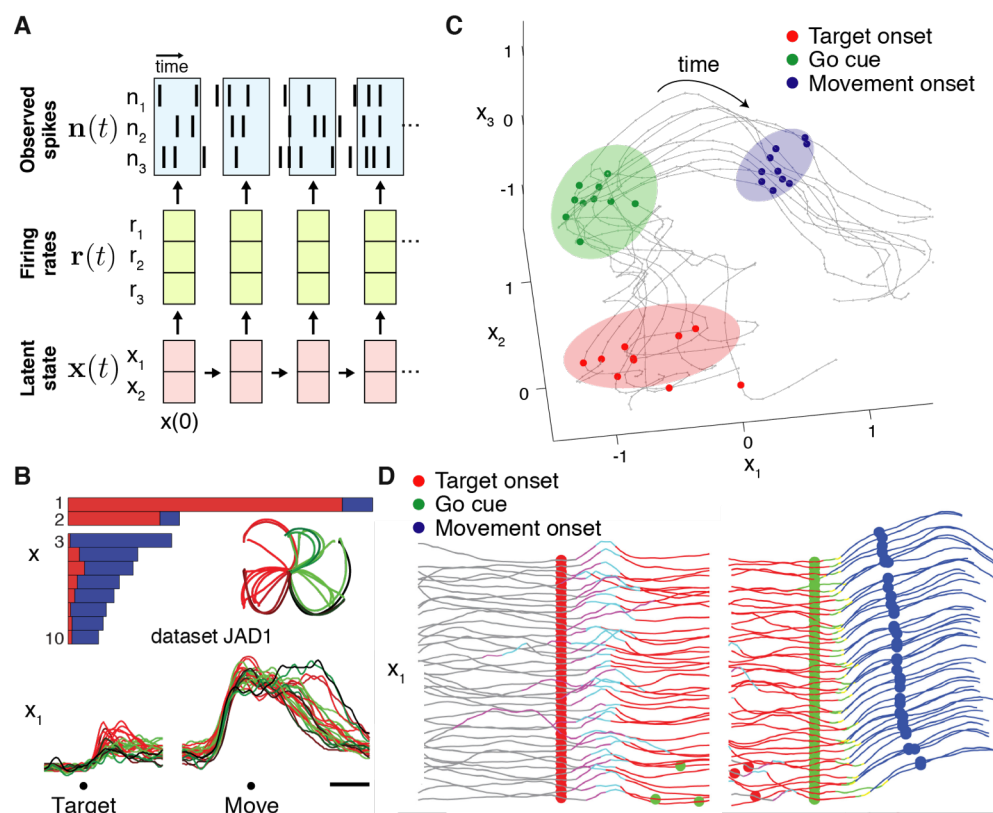 A
time
Observed
spikes
n(t)
n1
n2
n3
...
Firing
rates
r(t)
r1
r2
r3
...
Latent
state
x(t)
x1
x2
...
x(0)
C
Target onset
Go cue
Movement onset
time
1
x3
0
-1
1
x2
0
-1
0
1
x1
B
1
2
3
x
10
dataset JAD1
x1
Target
Move
D
Target onset
Go cue
Movement onset
x1